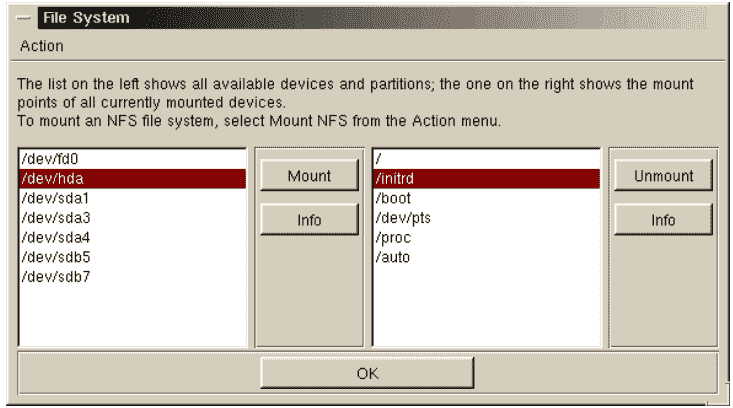 File System
Action
The list on the left shows all available devices and partitions; the one on the right shows the mount
points of all currently mounted devices.
To mount an NFS file system, select Mount NFS from the Action menu.
/dev/fd0
/dev/hda
/dev/sda1
/dev/sda3
/dev/sda4
/dev/sdb5
/dev/sdb7
Mount
Info
/
/initrd
/boot
/dev/pts
/proc
/auto
Unmount
Info
OK